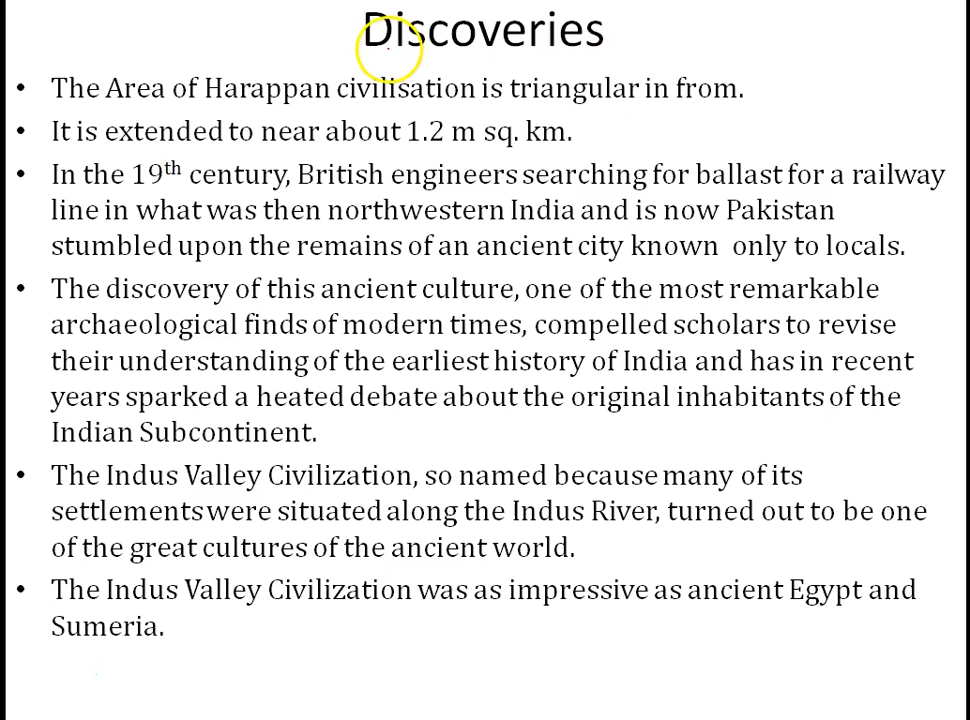 Discoveries
• The Area of Harappan civilisation is triangular in from.
• It is extended to near about 1.2 m sq. km.
• In the 19th century, British engineers searching for ballast for a railway
line in what was then northwestern India and is now Pakistan
stumbled upon the remains of an ancient city known only to locals.
• The discovery of this ancient culture, one of the most remarkable
archaeological finds of modern times, compelled scholars to revise
their understanding of the earliest history of India and has in recent
years sparked a heated debate about the original inhabitants of the
Indian Subcontinent.
• The Indus Valley Civilization, so named because many of its
settlements were situated along the Indus River, turned out to be one
of the great cultures of the ancient world.
• The Indus Valley Civilization was as impressive as ancient Egypt and
Sumeria.